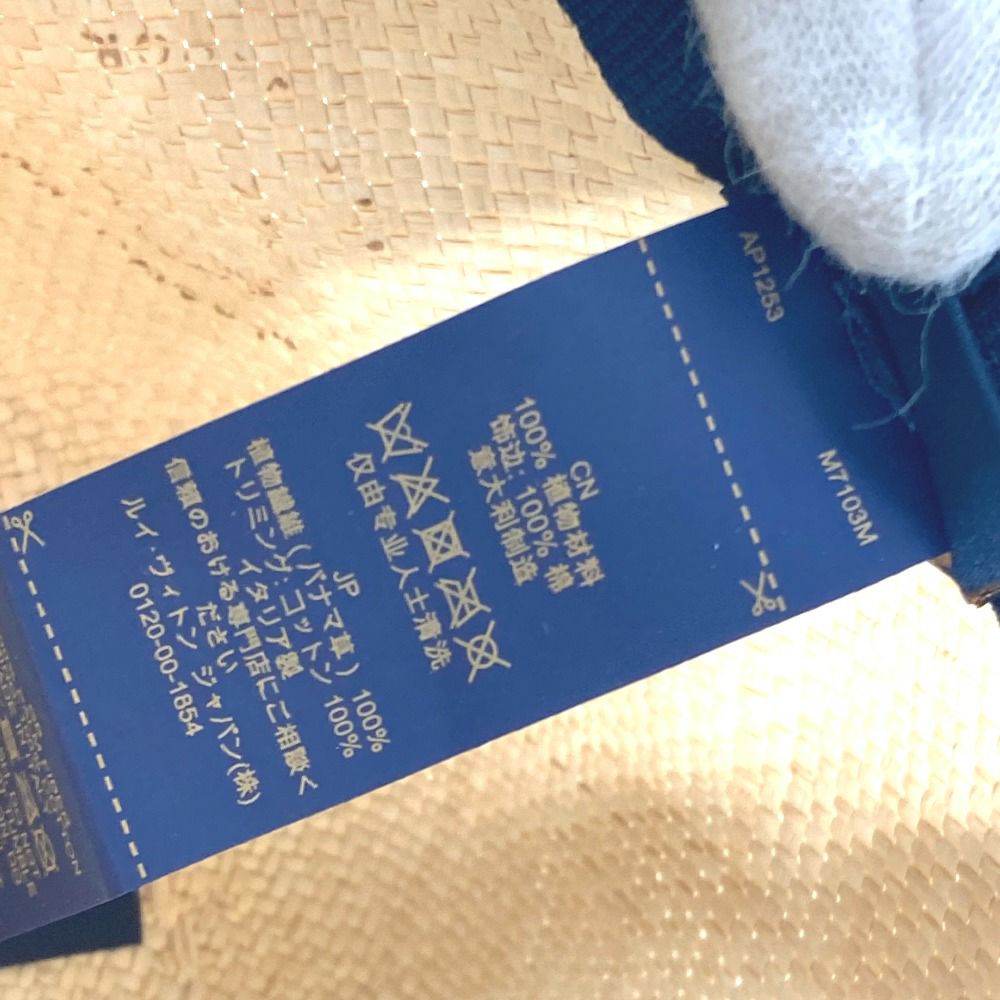 AP1253
M7103M
CN
100% 植物材料
饰边: 100% 棉
意大利制造
仅由专业人士清洗
JP
植物繊維 (パナマ草) 100%
トリミング: コットン 100%
イタリア製
信頼のおける専門店にご相談く
ださい
ルイ・ヴィトン ジャパン(株)
0120-00-1854